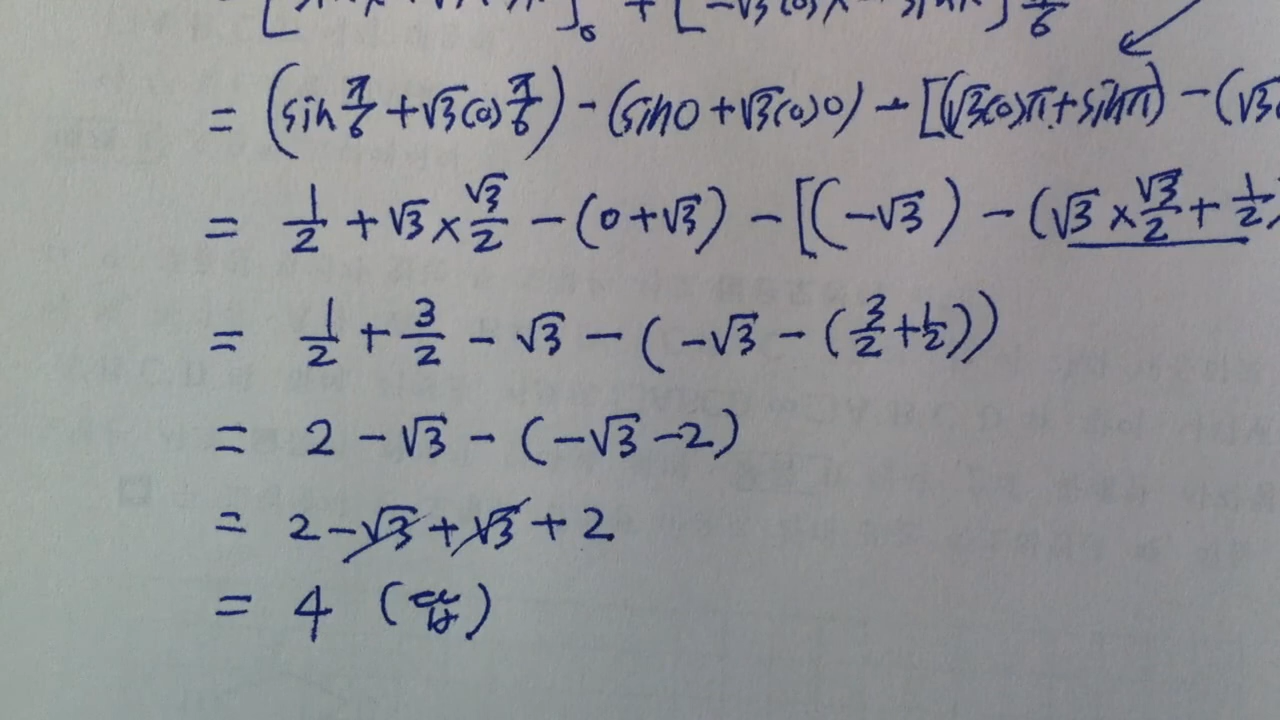 = (sin π/6 + √3 cos π/6) - (sin 0 + √3 cos 0) - [(√3 cos π + sin π) - (√3
= 1/2 + √3 × √3/2 - (0 + √3) - [(-√3) - (√3 × √3/2 + 1/2)
= 1/2 + 3/2 - √3 - (-√3 - (3/2 + 1/2))
= 2 - √3 - (-√3 - 2)
= 2 - √3 + √3 + 2
= 4 (답)